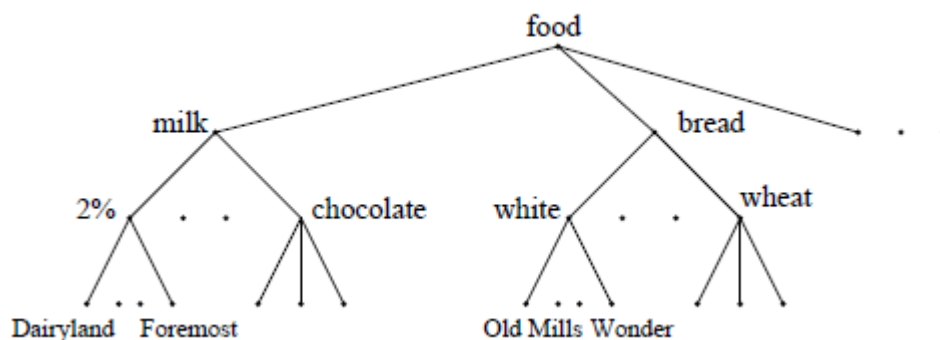 food
milk
bread
2%
chocolate
white
wheat
Dairyland
Foremost
Old Mills
Wonder